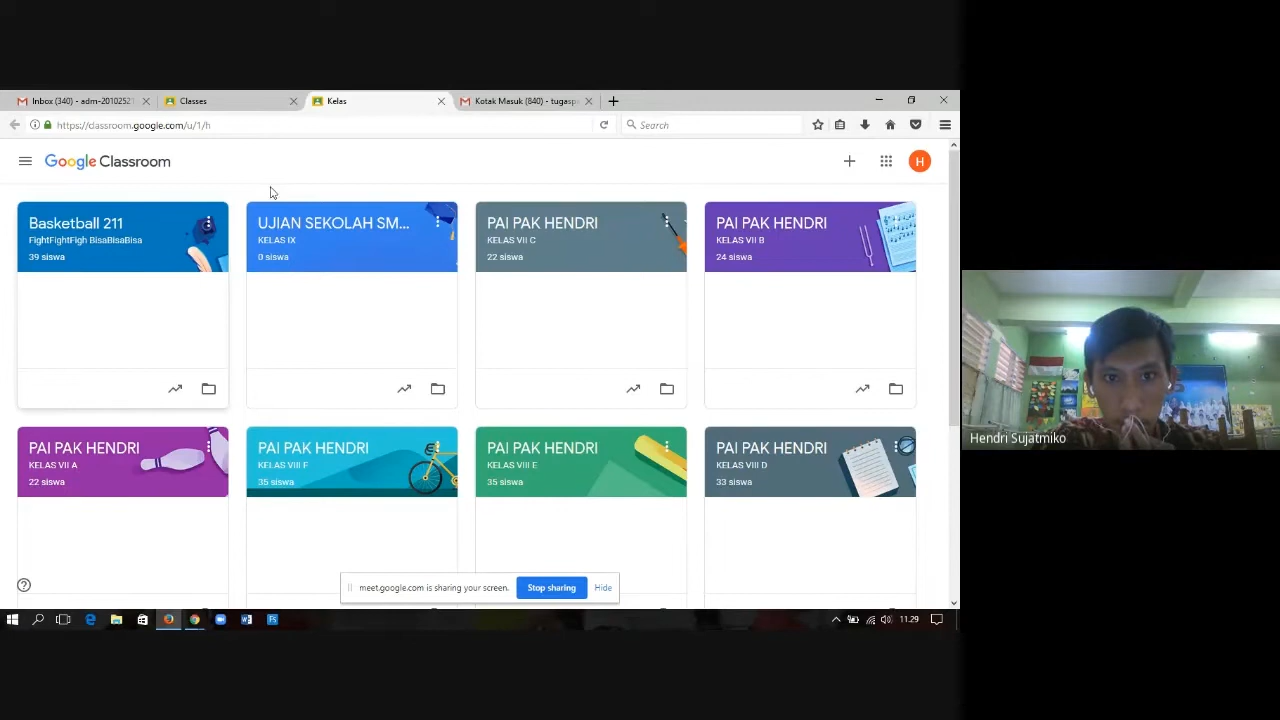 Inbox (340) - adm-20102521
Classes
Kelas
Kotak Masuk (840) - tugaspa
https://classroom.google.com/u/1/h
Search
Google Classroom
H
Basketball 211
FightFightFigh BisaBisaBisa
39 siswa
UJIAN SEKOLAH SM...
KELAS IX
0 siswa
PAI PAK HENDRI
KELAS VII C
22 siswa
PAI PAK HENDRI
KELAS VII B
24 siswa
PAI PAK HENDRI
KELAS VII A
22 siswa
PAI PAK HENDRI
KELAS VIII F
35 siswa
PAI PAK HENDRI
KELAS VIII E
35 siswa
PAI PAK HENDRI
KELAS VIII D
33 siswa
meet.google.com is sharing your screen.
Stop sharing
Hide
11.29
Hendri Sujatmiko